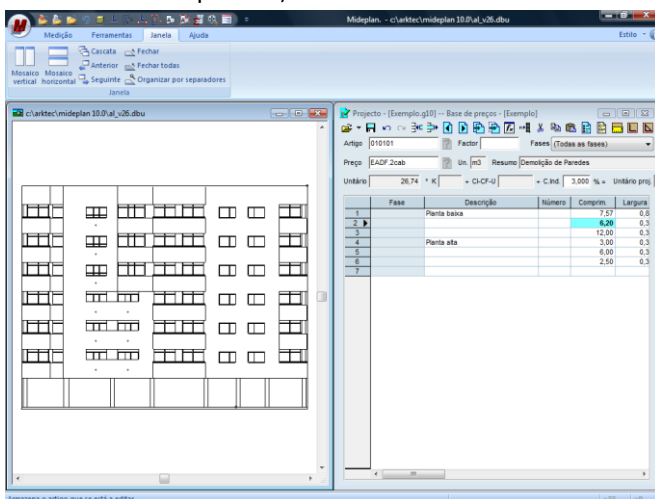 Mideplan. - c:\arktec\mideplan 10.0\al_v26.dbu
Medição Ferramentas Janela Ajuda Estilo
Mosaico vertical
Mosaico horizontal
Cascata Fechar
Anterior Fechar todas
Seguinte Organizar por separadores
Janela
c:\arktec\mideplan 10.0\al_v26.dbu
Projecto - [Exemplo.g10] -- Base de preços - [Exemplo]
Artigo 010101 Factor Fases (Todas as fases)
Preço EADF.2cab Un. m3 Resumo Demolição de Paredes
Unitário 26,74 * K + CI-CF-U + C.Ind. 3,000 % = Unitário proj.
Fase Descrição Número Comprim. Largura
1 Planta baixa 7,57 0,6
2 6,20 0,3
3 12,00 0,3
4 Planta alta 3,00 0,3
5 6,00 0,3
6 2,50 0,3
7